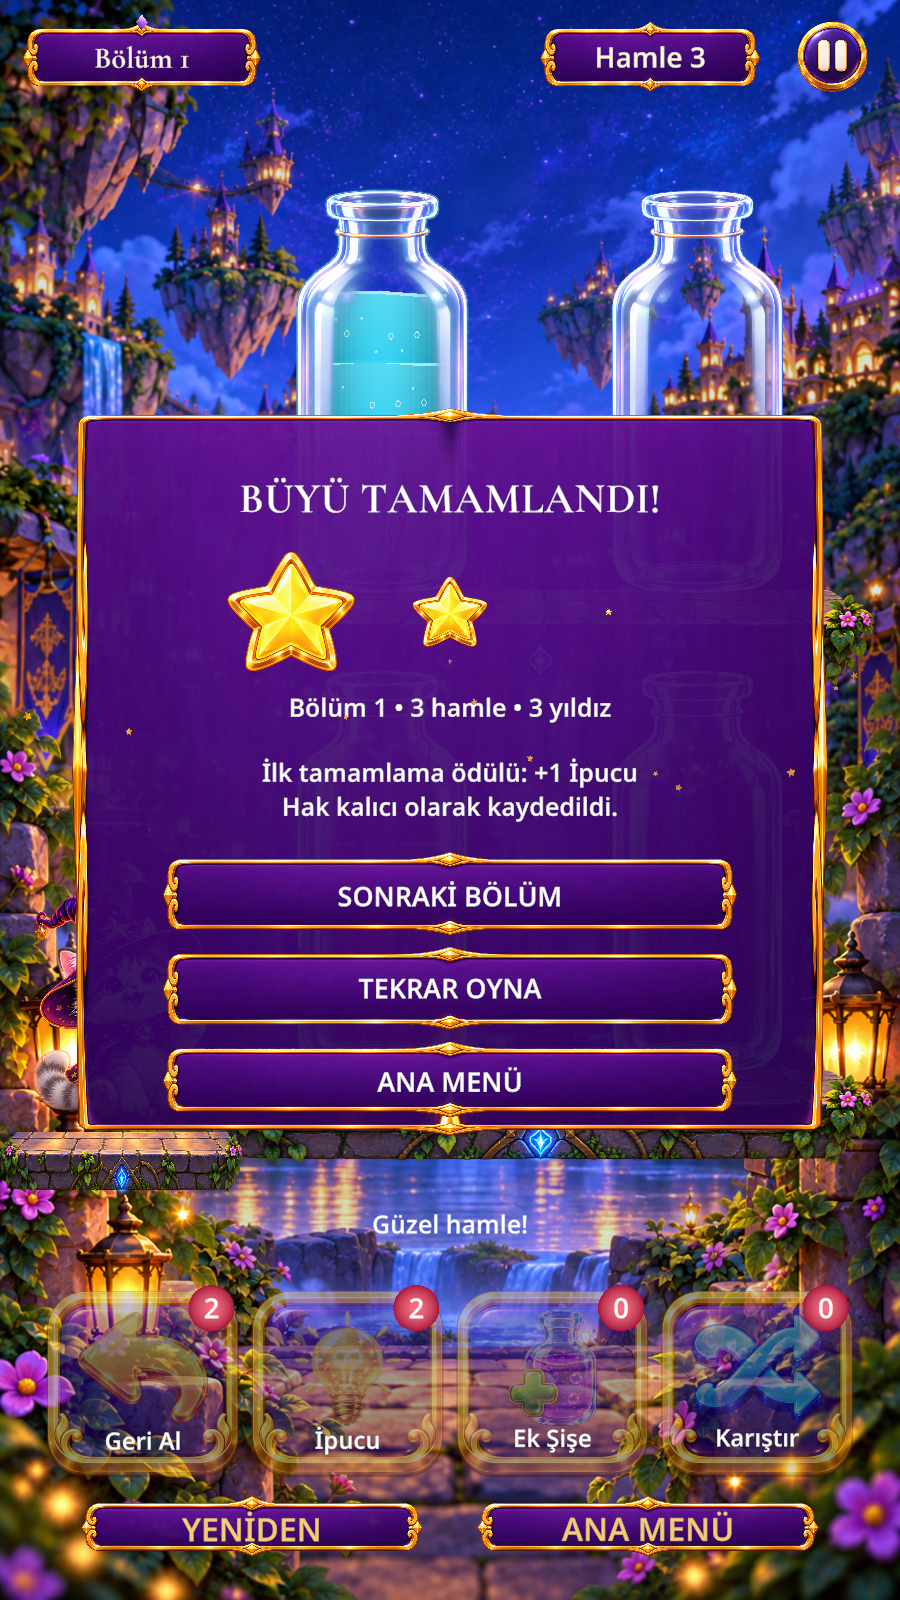 Bölüm 1
Hamle 3
BÜYÜ TAMAMLANDI!
Bölüm 1 • 3 hamle • 3 yıldız
İlk tamamlama ödülü: +1 İpucu
Hak kalıcı olarak kaydedildi.
SONRAKİ BÖLÜM
TEKRAR OYNA
ANA MENÜ
Güzel hamle!
2
2
0
0
Geri Al
İpucu
Ek Şişe
Karıştır
YENİDEN
ANA MENÜ